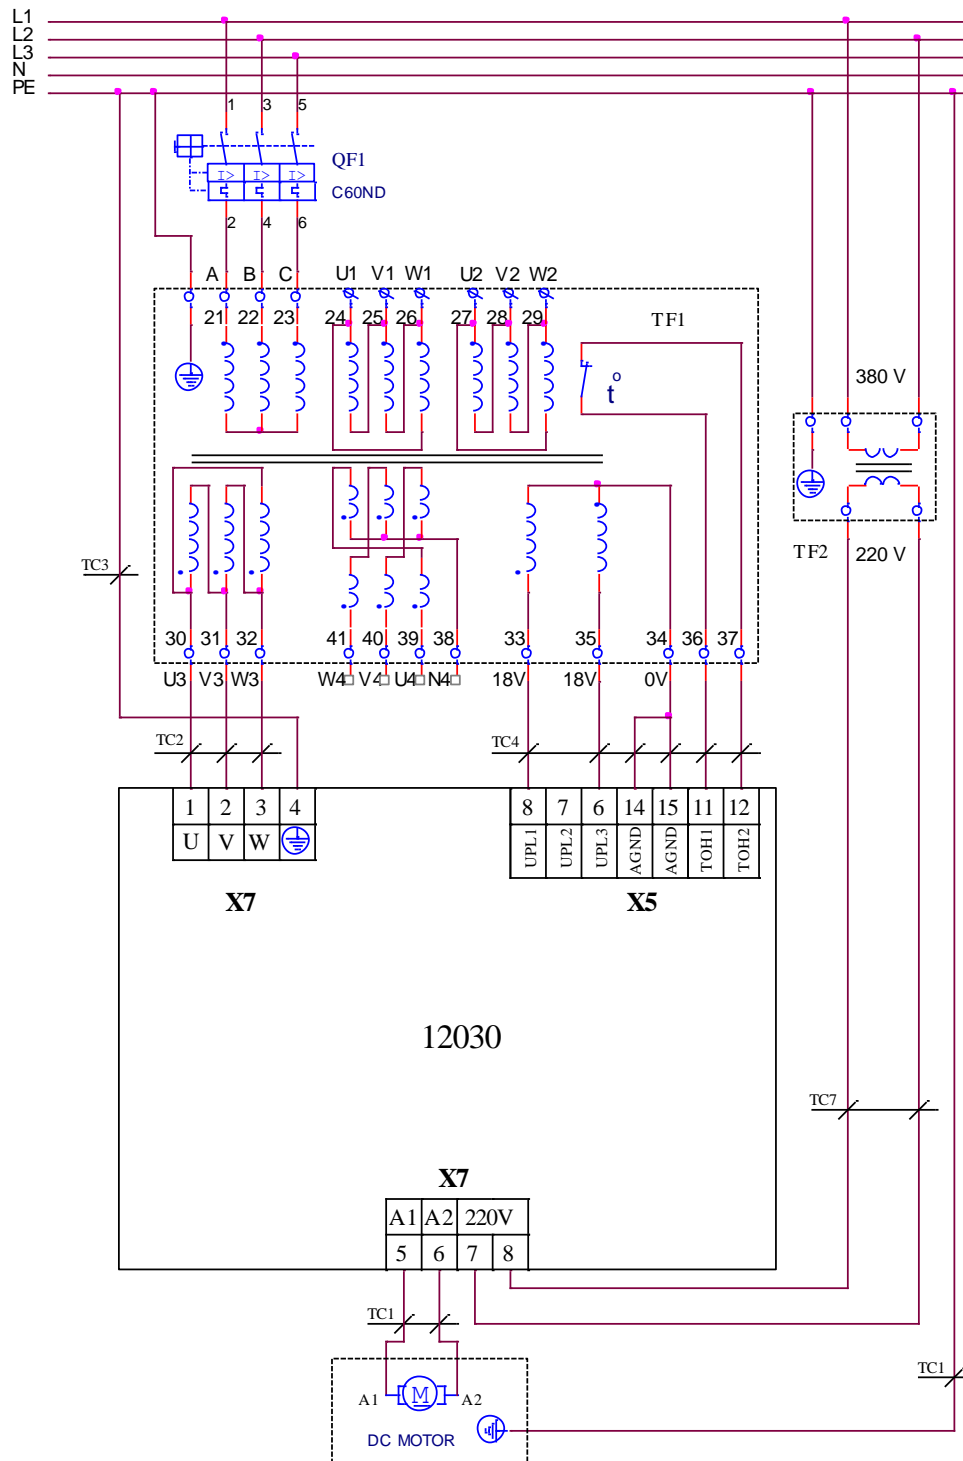 L1
L2
L3
N
PE
1 3 5
QF1
I> I> I>
C60ND
2 4 6
A B C U1 V1 W1 U2 V2 W2
21 22 23 24 25 26 27 28 29 TF1
t°
380 V
TF2 220 V
TC3
30 31 32 41 40 39 38 33 35 34 36 37
U3 V3 W3 W4 V4 U4 N4 18V 18V 0V
TC2 TC4
1 2 3 4 8 7 6 14 15 11 12
U V W UPL1 UPL2 UPL3 AGND AGND TOH1 TOH2
X7 X5
12030
TC7
X7
A1 A2 220V
5 6 7 8
TC1
TC1
A1 M A2
DC MOTOR